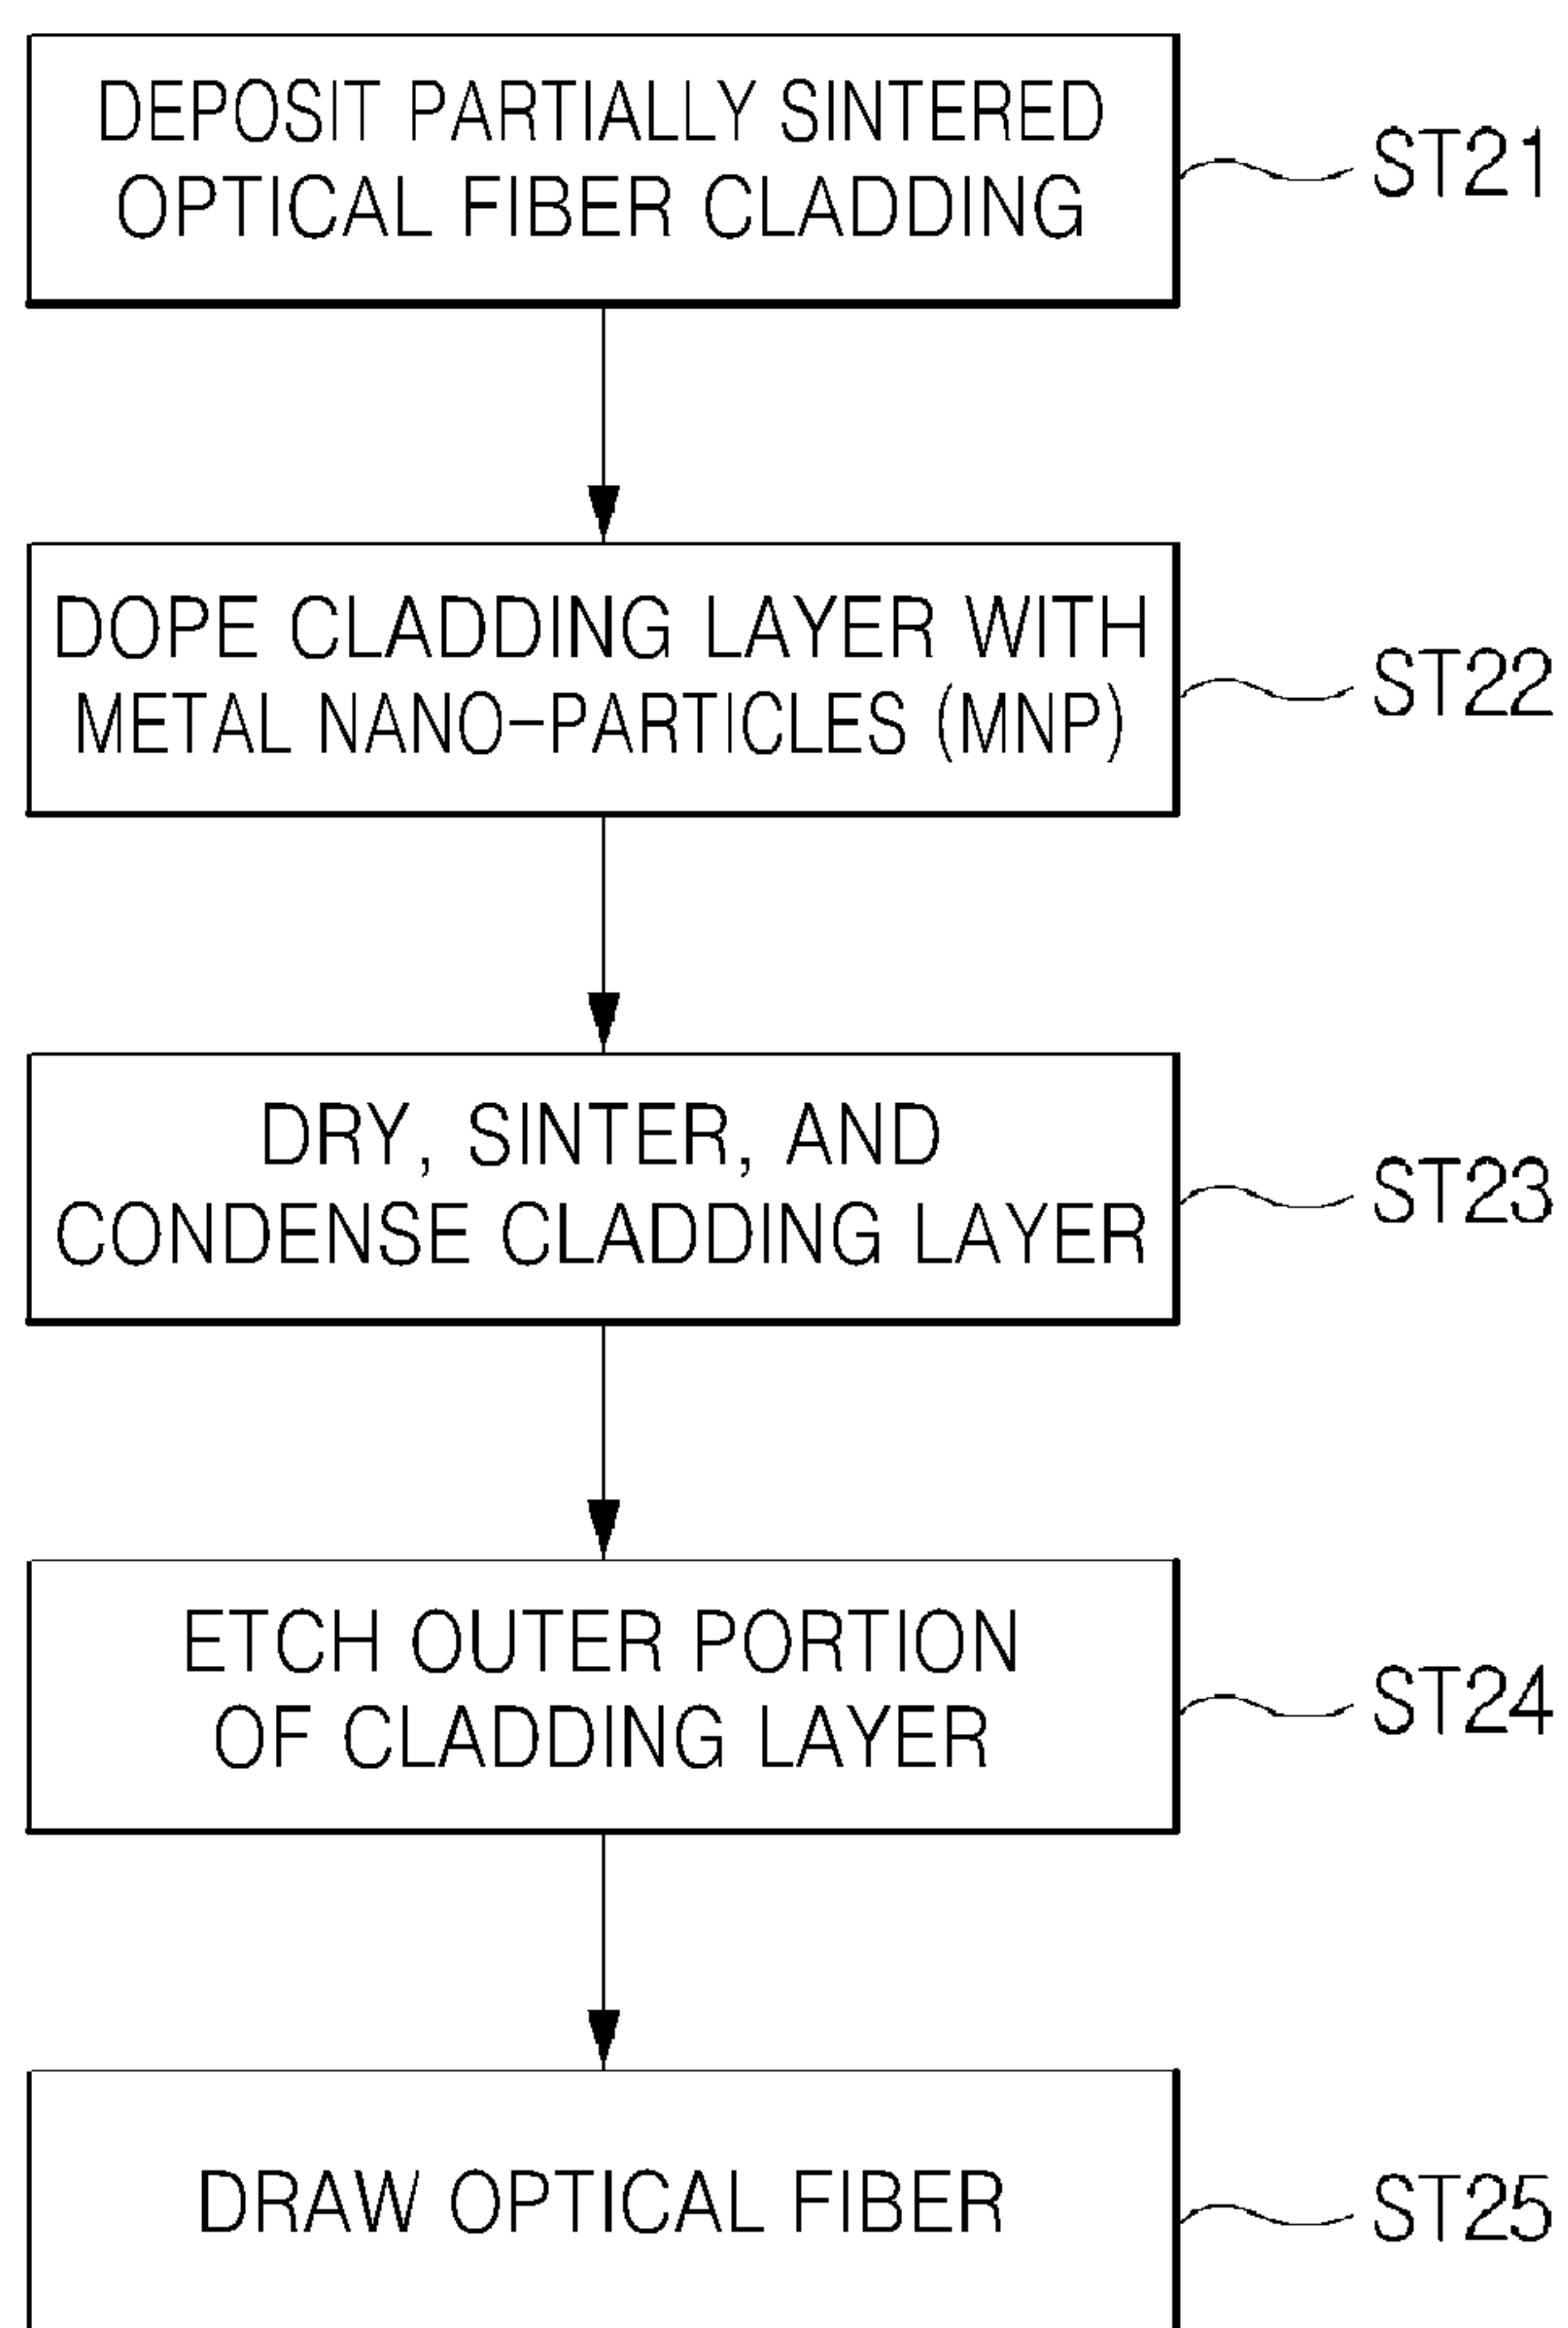 DEPOSIT PARTIALLY SINTERED
OPTICAL FIBER CLADDING
ST21
DOPE CLADDING LAYER WITH
METAL NANO-PARTICLES (MNP)
ST22
DRY, SINTER, AND
CONDENSE CLADDING LAYER
ST23
ETCH OUTER PORTION
OF CLADDING LAYER
ST24
DRAW OPTICAL FIBER
ST25